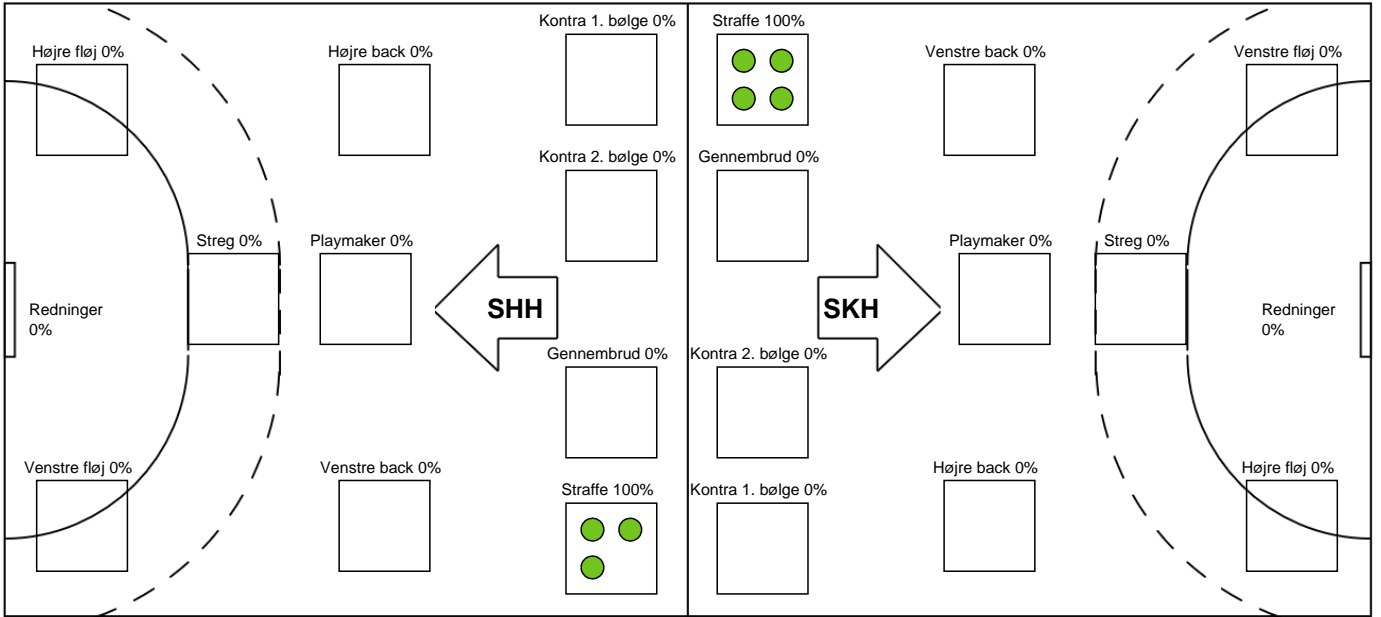 Kontra 1. bølge 0%
Straffe 100%
Højre fløj 0%
Højre back 0%
Venstre back 0%
Venstre fløj 0%
Kontra 2. bølge 0%
Gennembrud 0%
Streg 0%
Playmaker 0%
Playmaker 0%
Streg 0%
Redninger
0%
SHH
SKH
Redninger
0%
Gennembrud 0%
Kontra 2. bølge 0%
Venstre fløj 0%
Venstre back 0%
Højre back 0%
Højre fløj 0%
Straffe 100%
Kontra 1. bølge 0%